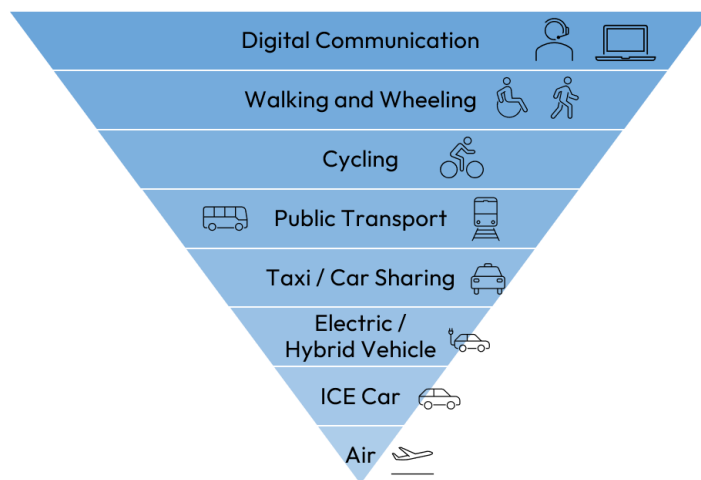 Digital Communication
Walking and Wheeling
Cycling
Public Transport
Taxi / Car Sharing
Electric /
Hybrid Vehicle
ICE Car
Air